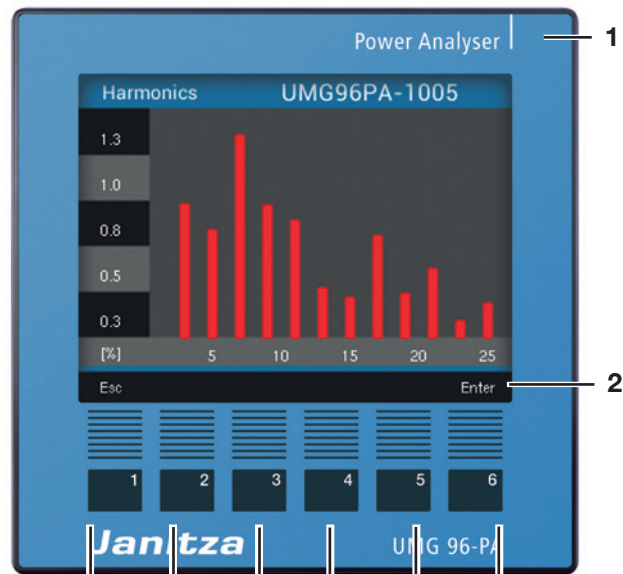 Power Analyser
1
Harmonics UMG96PA-1005
1.3
1.0
0.8
0.5
0.3
[%] 5 10 15 20 25
Esc Enter
2
1 2 3 4 5 6
Janitza UMG 96-PA